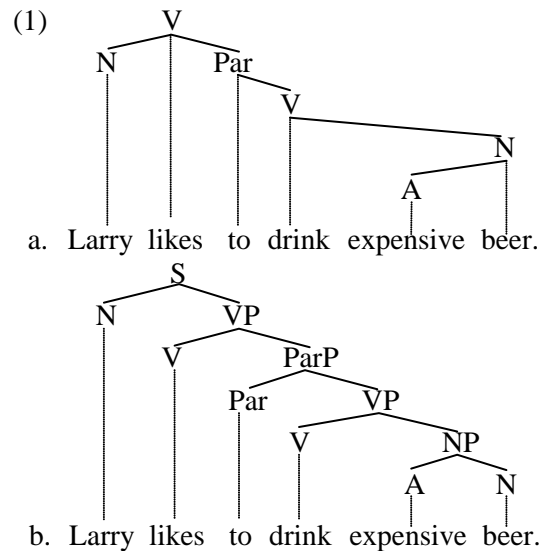 (1)
V
N Par
V
N
A
a. Larry likes to drink expensive beer.
S
N VP
V ParP
Par VP
V NP
A N
b. Larry likes to drink expensive beer.